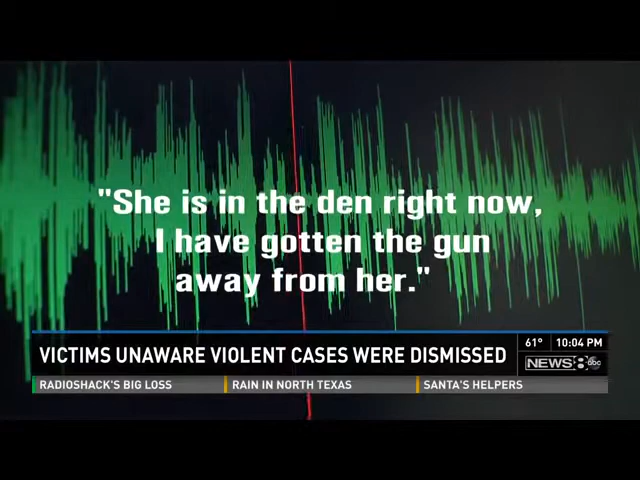 "She is in the den right now,
I have gotten the gun
away from her."
VICTIMS UNAWARE VIOLENT CASES WERE DISMISSED
61° 10:04 PM
NEWS 8 abc
RADIOSHACK'S BIG LOSS
RAIN IN NORTH TEXAS
SANTA'S HELPERS